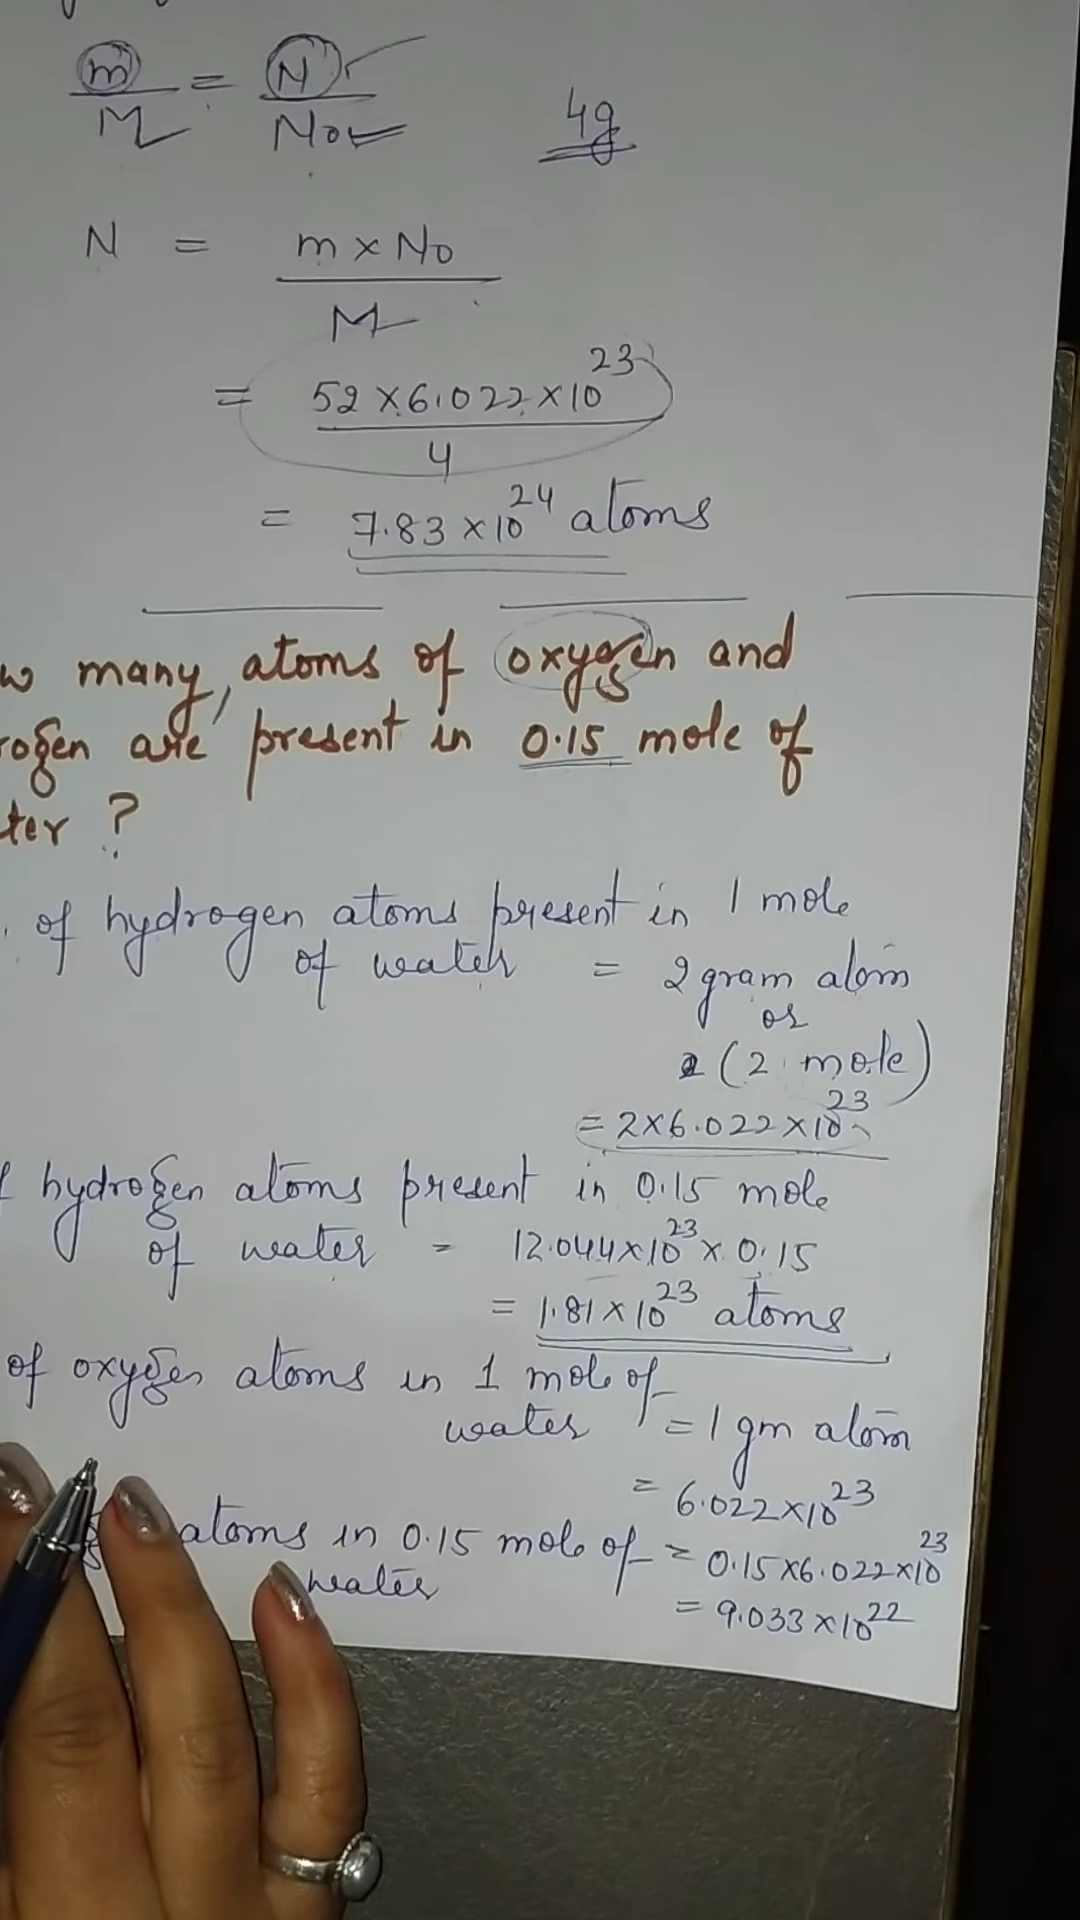 m/M = N/No
4g
N = m × No
M
= 52 × 6.022 × 10^23
4
= 7.83 × 10^24 atoms
w many, atoms of oxygen and
rogen are present in 0.15 mole of
ter ?
. of hydrogen atoms present in 1 mole
of water = 2 gram atom
or
(2 mole)
= 2×6.022×10^23
f hydrogen atoms present in 0.15 mole
of water = 12.044×10^23 × 0.15
= 1.81 × 10^23 atoms
of oxygen atoms in 1 mole of
water = 1 gm atom
= 6.022×10^23
atoms in 0.15 mole of = 0.15×6.022×10^23
water
= 9.033×10^22